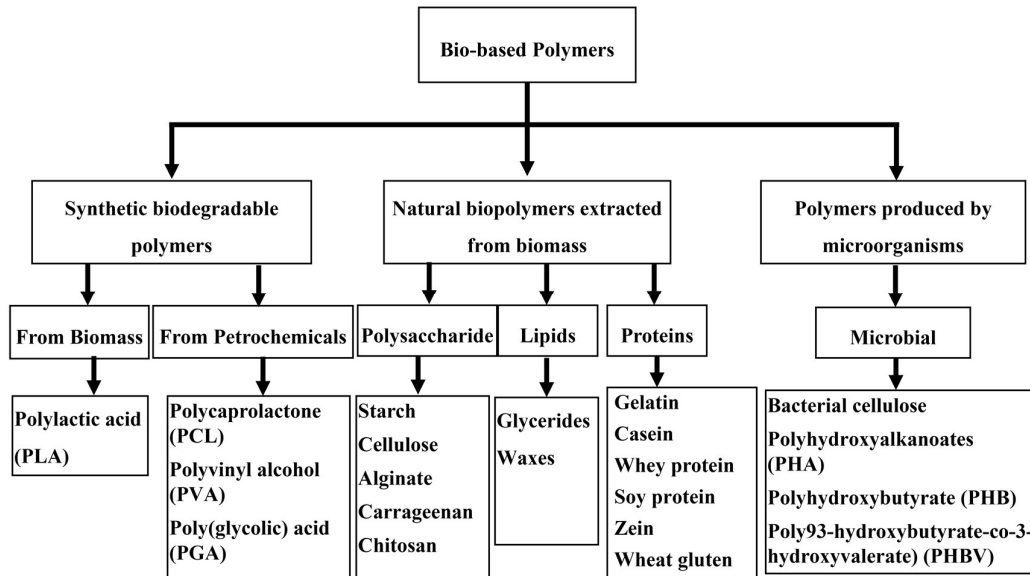 Bio-based Polymers
Synthetic biodegradable
polymers
Natural biopolymers extracted
from biomass
Polymers produced by
microorganisms
From Biomass
From Petrochemicals
Polysaccharide
Lipids
Proteins
Microbial
Polylactic acid
(PLA)
Polycaprolactone
(PCL)
Polyvinyl alcohol
(PVA)
Poly(glycolic) acid
(PGA)
Starch
Cellulose
Alginate
Carrageenan
Chitosan
Glycerides
Waxes
Gelatin
Casein
Whey protein
Soy protein
Zein
Wheat gluten
Bacterial cellulose
Polyhydroxyalkanoates
(PHA)
Polyhydroxybutyrate (PHB)
Poly93-hydroxybutyrate-co-3-
hydroxyvalerate) (PHBV)